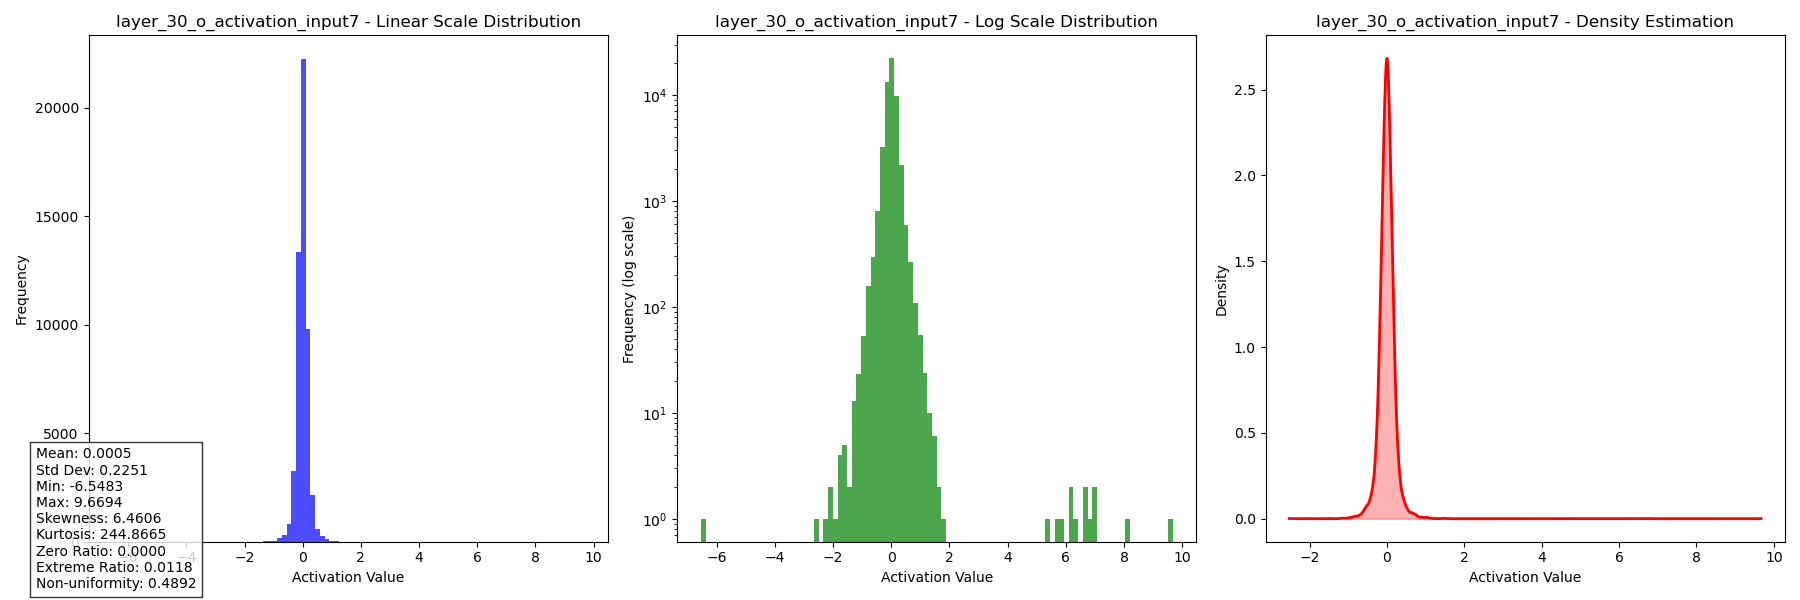 layer_30_o_activation_input7 - Linear Scale Distribution
layer_30_o_activation_input7 - Log Scale Distribution
layer_30_o_activation_input7 - Density Estimation
Frequency
20000
15000
10000
5000
0
−6
−4
−2
0
2
4
6
8
10
Activation Value
Mean: 0.0005
Std Dev: 0.2251
Min: -6.5483
Max: 9.6694
Skewness: 6.4606
Kurtosis: 244.8665
Zero Ratio: 0.0000
Extreme Ratio: 0.0118
Non-uniformity: 0.4892
Frequency (log scale)
10⁴
10³
10²
10¹
10⁰
−6
−4
−2
0
2
4
6
8
10
Activation Value
Density
2.5
2.0
1.5
1.0
0.5
0.0
−2
0
2
4
6
8
10
Activation Value